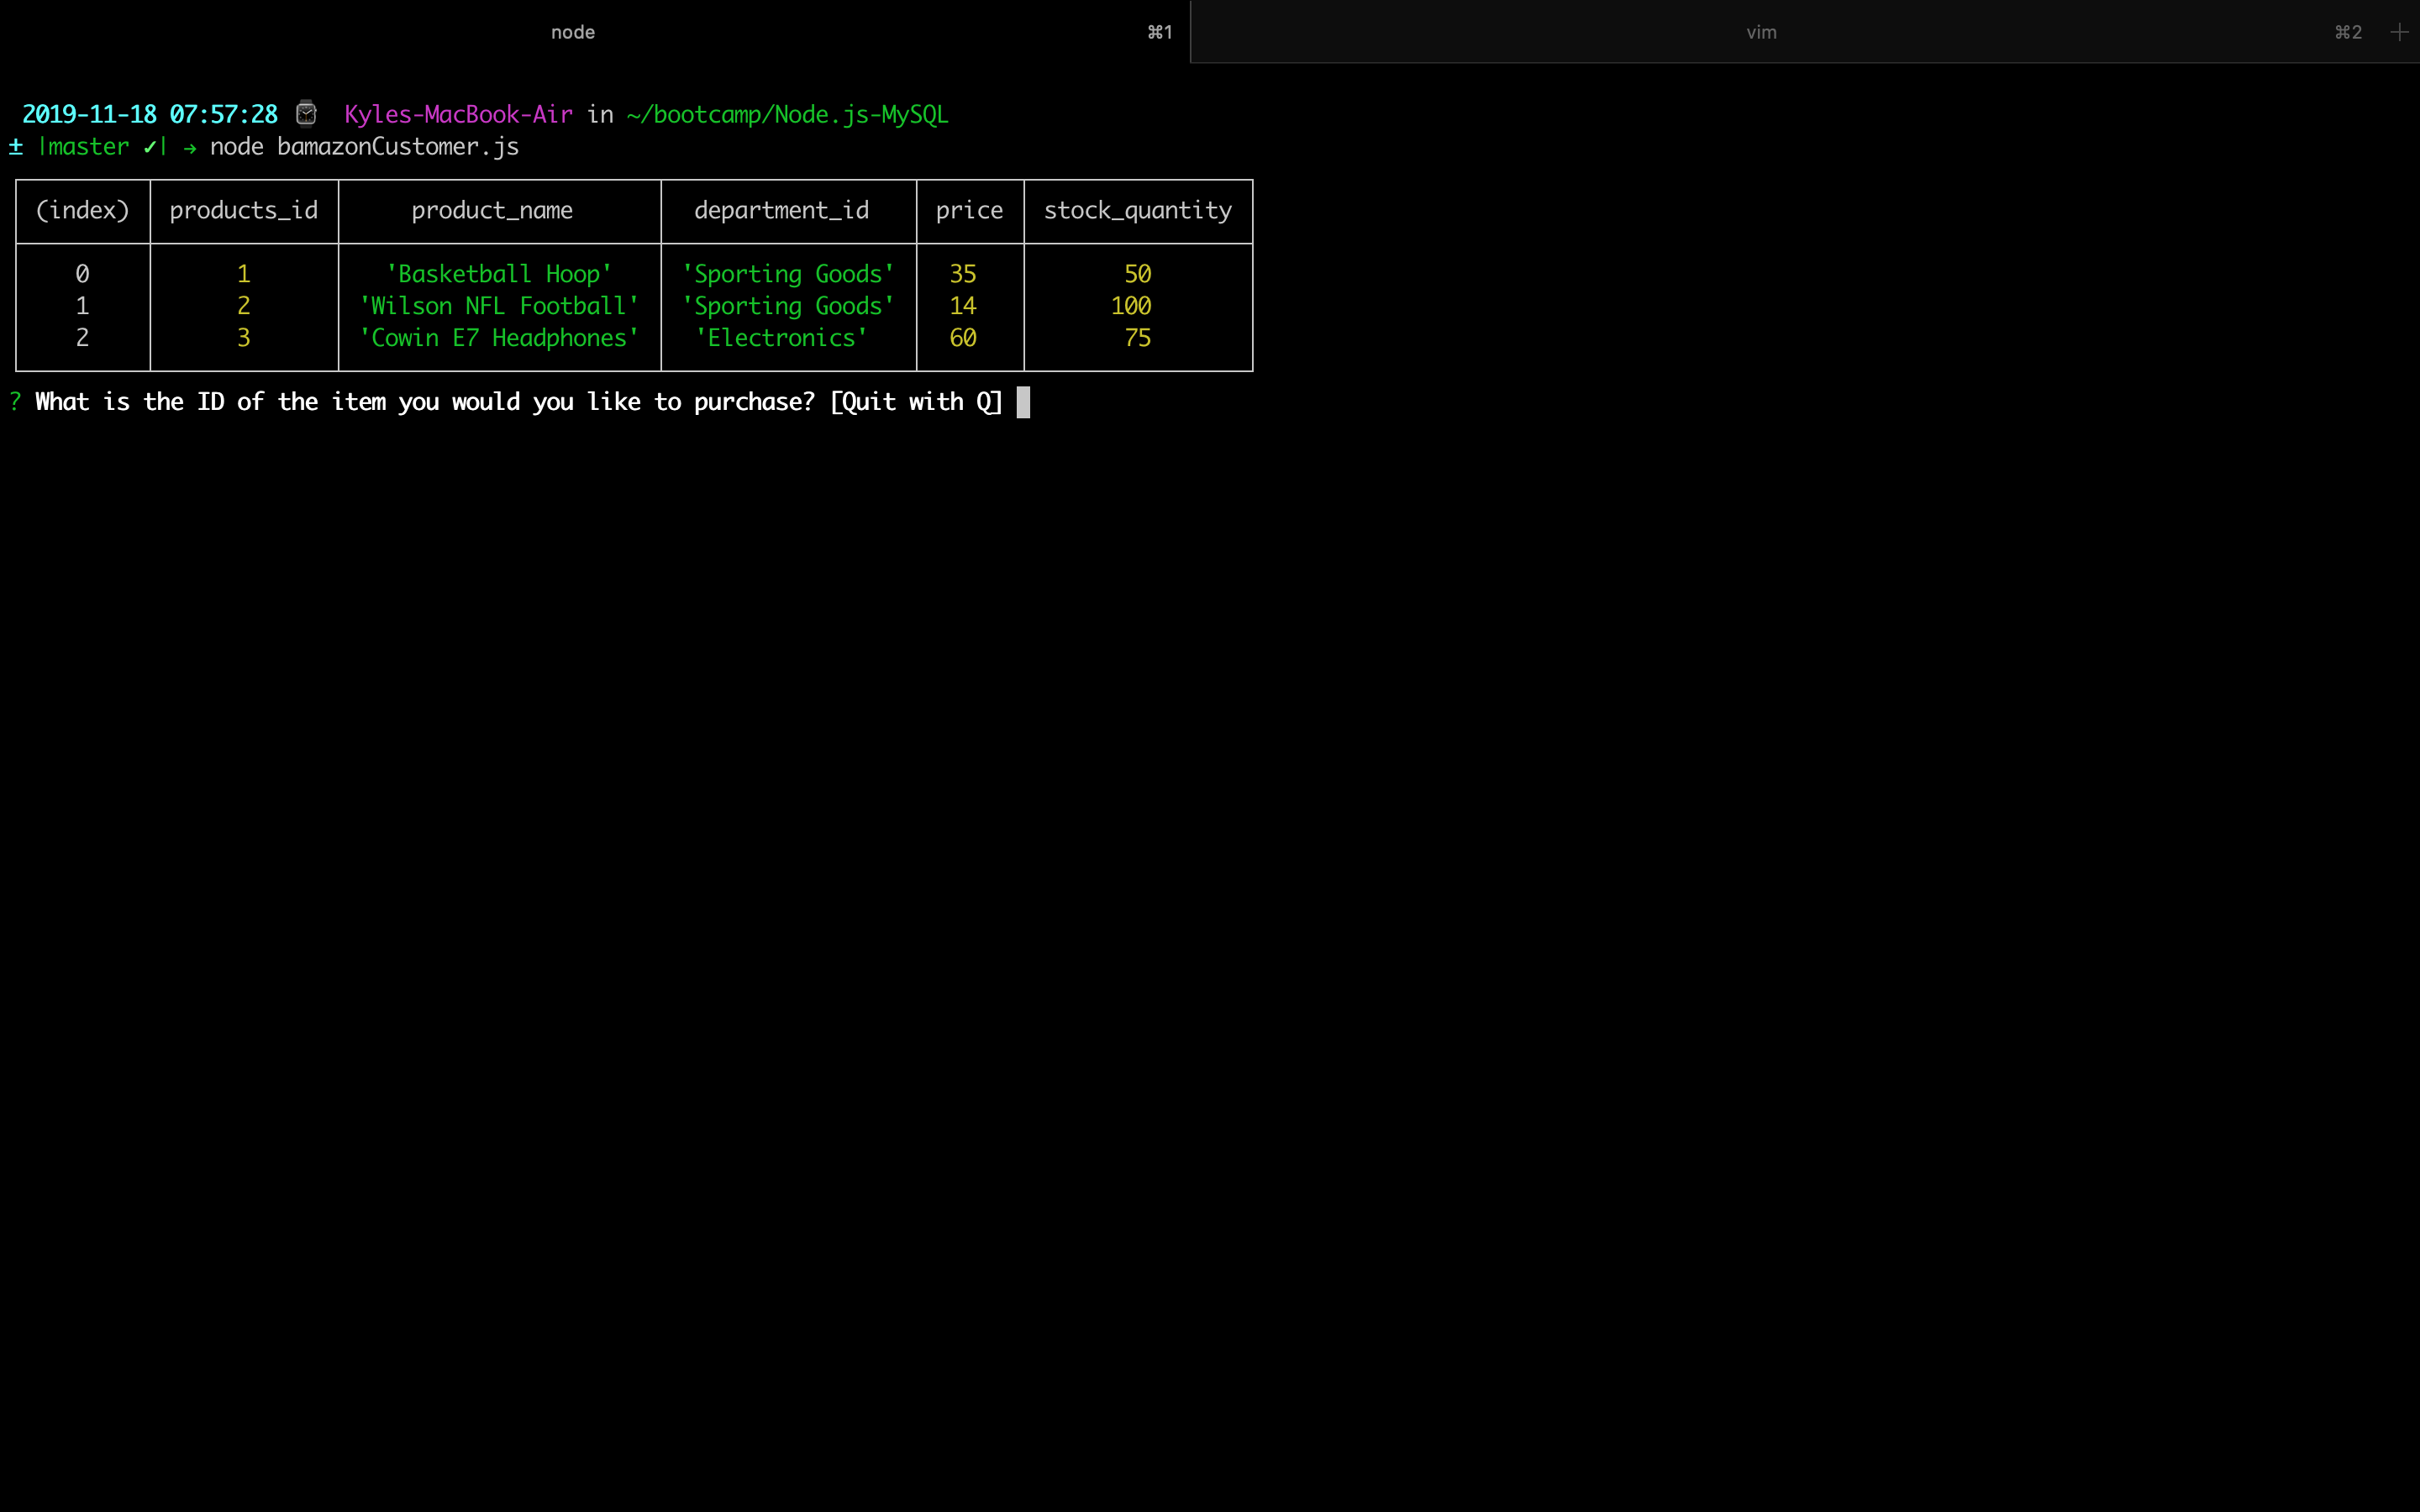 node ⌘1 vim ⌘2 +
2019-11-18 07:57:28 ⌚ Kyles-MacBook-Air in ~/bootcamp/Node.js-MySQL
± |master ✓| → node bamazonCustomer.js
(index) products_id product_name department_id price stock_quantity
0 1 'Basketball Hoop' 'Sporting Goods' 35 50
1 2 'Wilson NFL Football' 'Sporting Goods' 14 100
2 3 'Cowin E7 Headphones' 'Electronics' 60 75
? What is the ID of the item you would you like to purchase? [Quit with Q]